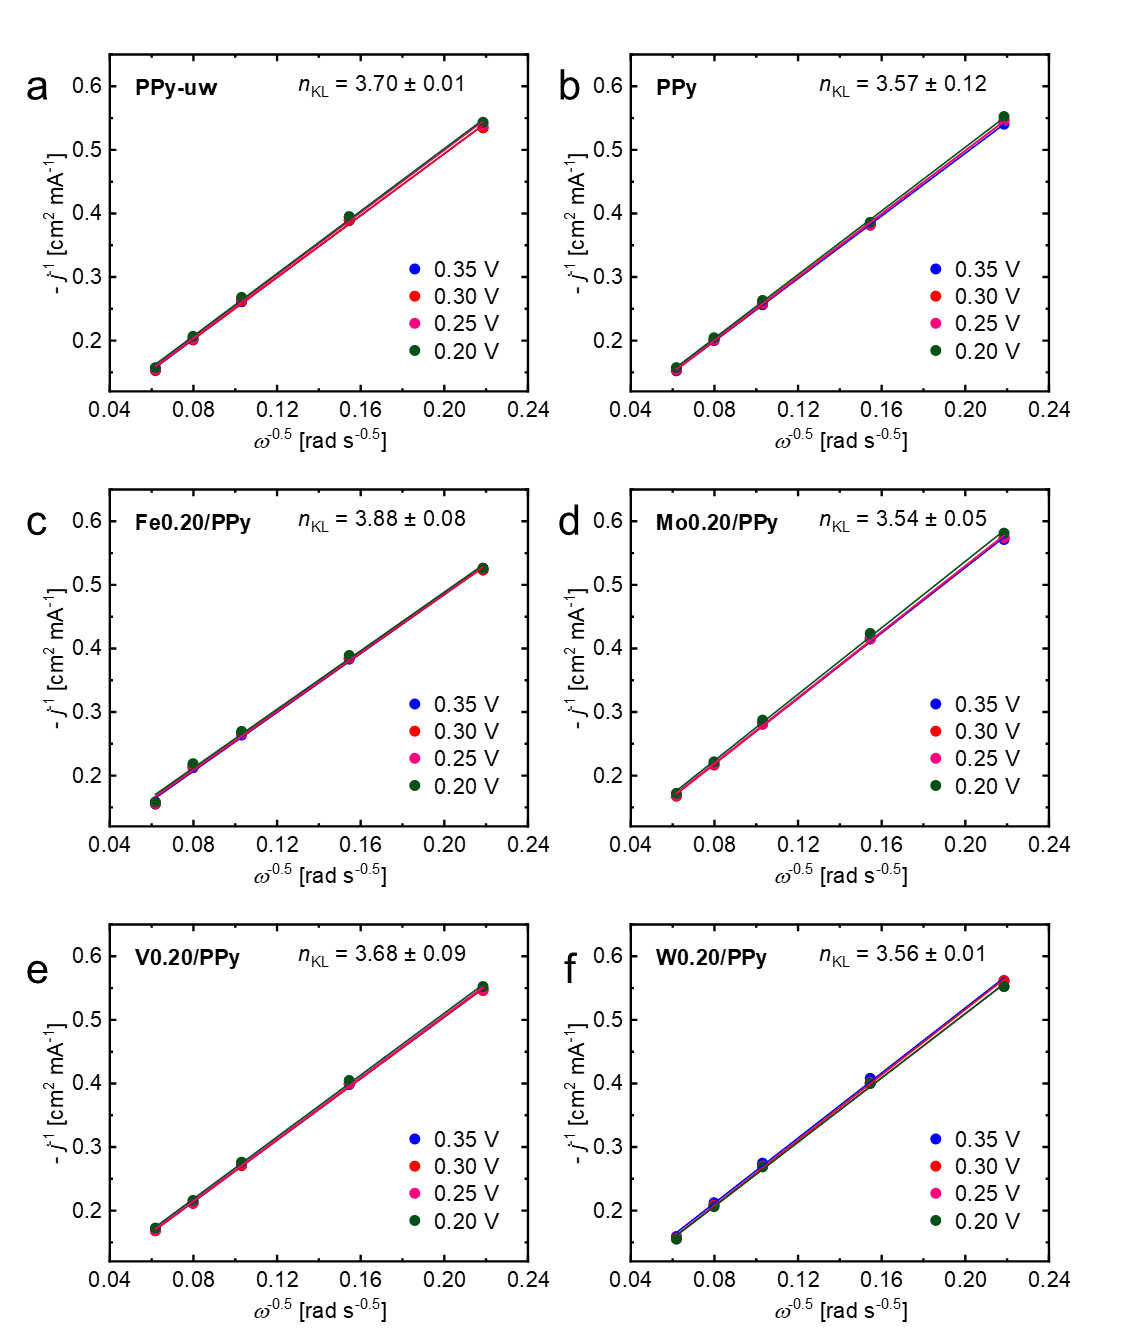 a
PPy-uw
nKL = 3.70 ± 0.01
0.6
0.5
0.4
0.3
0.2
- j-1 [cm2 mA-1]
0.35 V
0.30 V
0.25 V
0.20 V
0.04 0.08 0.12 0.16 0.20 0.24
ω-0.5 [rad s-0.5]
b
PPy
nKL = 3.57 ± 0.12
0.6
0.5
0.4
0.3
0.2
- j-1 [cm2 mA-1]
0.35 V
0.30 V
0.25 V
0.20 V
0.04 0.08 0.12 0.16 0.20 0.24
ω-0.5 [rad s-0.5]
c
Fe0.20/PPy
nKL = 3.88 ± 0.08
0.6
0.5
0.4
0.3
0.2
- j-1 [cm2 mA-1]
0.35 V
0.30 V
0.25 V
0.20 V
0.04 0.08 0.12 0.16 0.20 0.24
ω-0.5 [rad s-0.5]
d
Mo0.20/PPy
nKL = 3.54 ± 0.05
0.6
0.5
0.4
0.3
0.2
- j-1 [cm2 mA-1]
0.35 V
0.30 V
0.25 V
0.20 V
0.04 0.08 0.12 0.16 0.20 0.24
ω-0.5 [rad s-0.5]
e
V0.20/PPy
nKL = 3.68 ± 0.09
0.6
0.5
0.4
0.3
0.2
- j-1 [cm2 mA-1]
0.35 V
0.30 V
0.25 V
0.20 V
0.04 0.08 0.12 0.16 0.20 0.24
ω-0.5 [rad s-0.5]
f
W0.20/PPy
nKL = 3.56 ± 0.01
0.6
0.5
0.4
0.3
0.2
- j-1 [cm2 mA-1]
0.35 V
0.30 V
0.25 V
0.20 V
0.04 0.08 0.12 0.16 0.20 0.24
ω-0.5 [rad s-0.5]